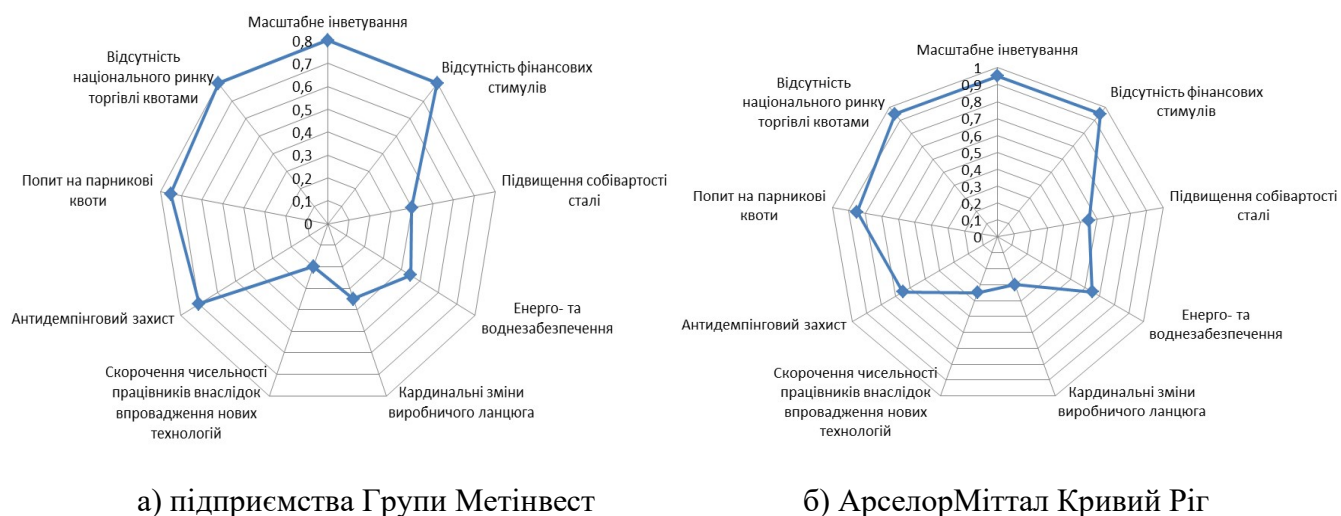 Масштабне інветування
0,8
0,7
0,6
0,5
0,4
0,3
0,2
0,1
0
Відсутність фінансових
стимулів
Підвищення собівартості
сталі
Енерго- та
воднезабезпечення
Кардинальні зміни
виробничого ланцюга
Скорочення чисельності
працівників внаслідок
впровадження нових
технологій
Антидемпінговий захист
Попит на парникові
квоти
Відсутність
національного ринку
торгівлі квотами
а) підприємства Групи Метінвест
Масштабне інветування
1
0,9
0,8
0,7
0,6
0,5
0,4
0,3
0,2
0,1
0
Відсутність фінансових
стимулів
Підвищення собівартості
сталі
Енерго- та
воднезабезпечення
Кардинальні зміни
виробничого ланцюга
Скорочення чисельності
працівників внаслідок
впровадження нових
технологій
Антидемпінговий захист
Попит на парникові
квоти
Відсутність
національного ринку
торгівлі квотами
б) АрселорМіттал Кривий Ріг